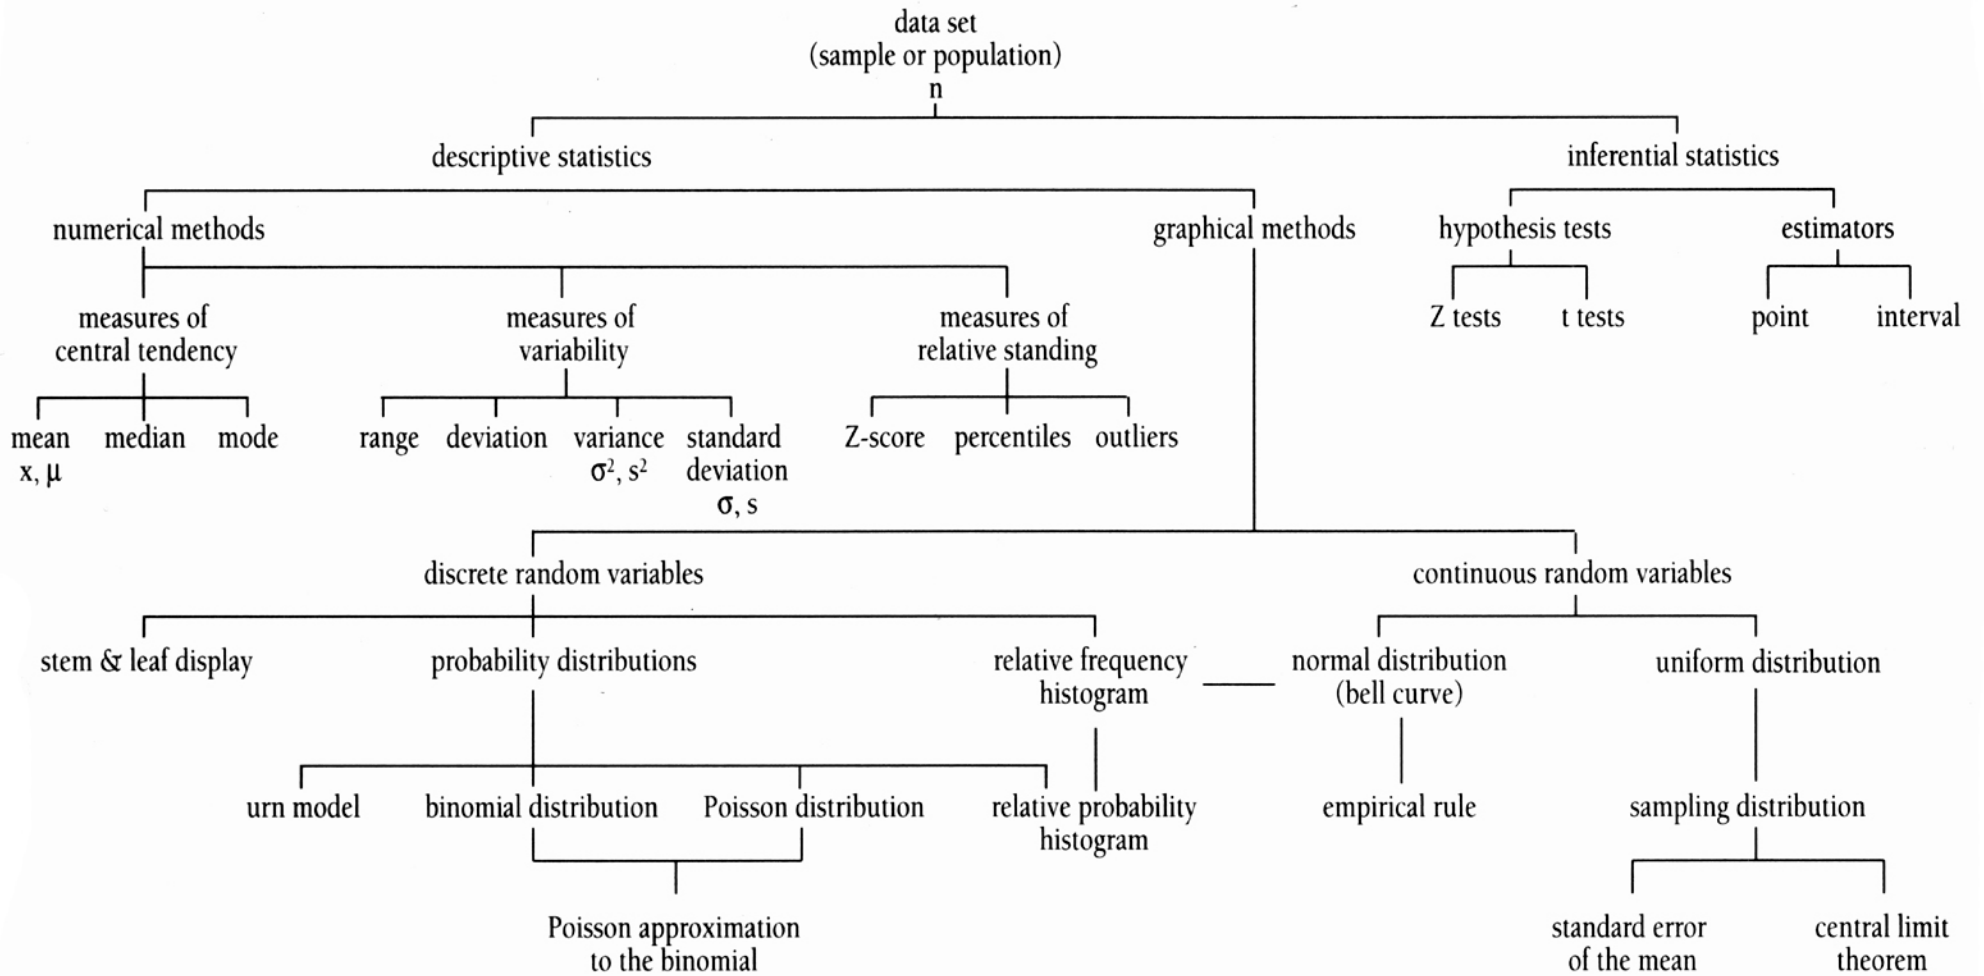 data set
(sample or population)
n
descriptive statistics
inferential statistics
numerical methods
graphical methods
hypothesis tests
estimators
measures of
central tendency
measures of
variability
measures of
relative standing
Z tests
t tests
point
interval
mean
x, μ
median
mode
range
deviation
variance
σ², s²
standard
deviation
σ, s
Z-score
percentiles
outliers
discrete random variables
continuous random variables
stem & leaf display
probability distributions
relative frequency
histogram
normal distribution
(bell curve)
uniform distribution
urn model
binomial distribution
Poisson distribution
relative probability
histogram
empirical rule
sampling distribution
Poisson approximation
to the binomial
standard error
of the mean
central limit
theorem